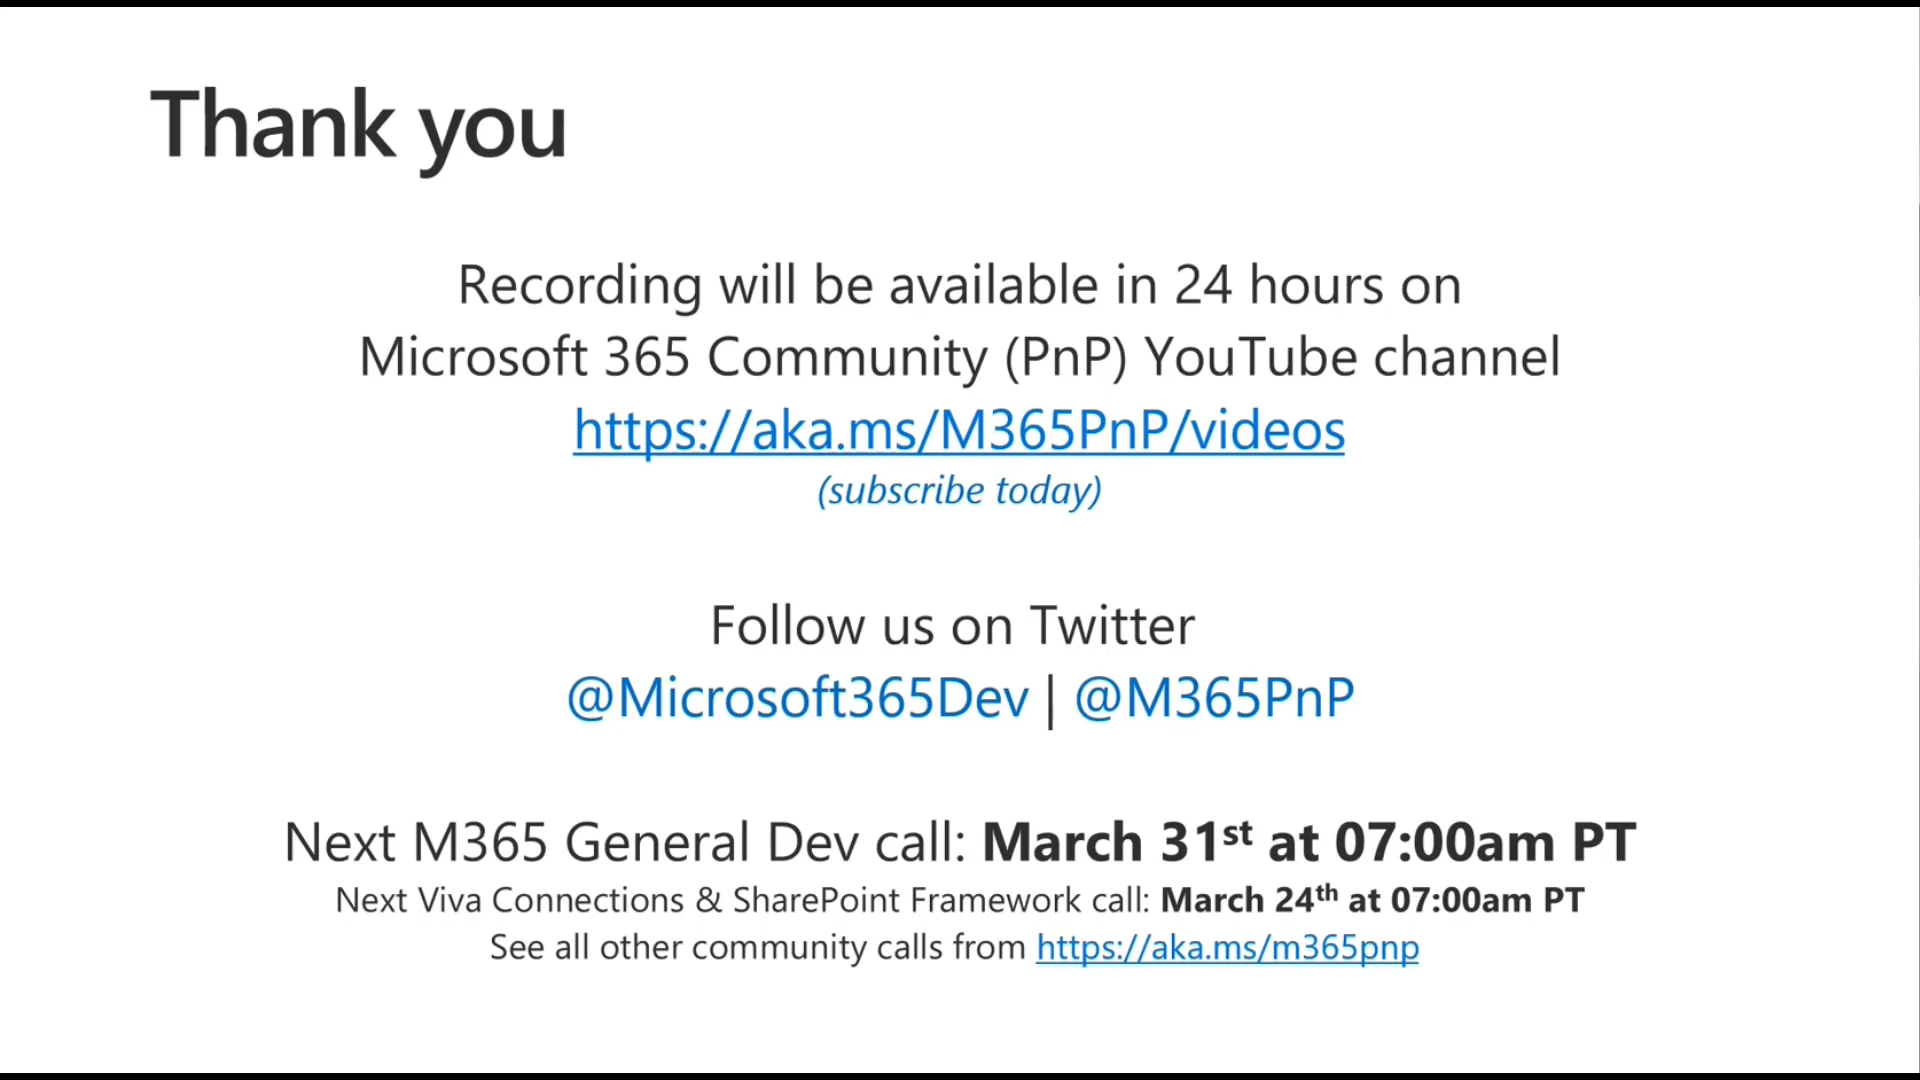 Thank you
Recording will be available in 24 hours on
Microsoft 365 Community (PnP) YouTube channel
https://aka.ms/M365PnP/videos
(subscribe today)
Follow us on Twitter
@Microsoft365Dev | @M365PnP
Next M365 General Dev call: March 31st at 07:00am PT
Next Viva Connections & SharePoint Framework call: March 24th at 07:00am PT
See all other community calls from https://aka.ms/m365pnp